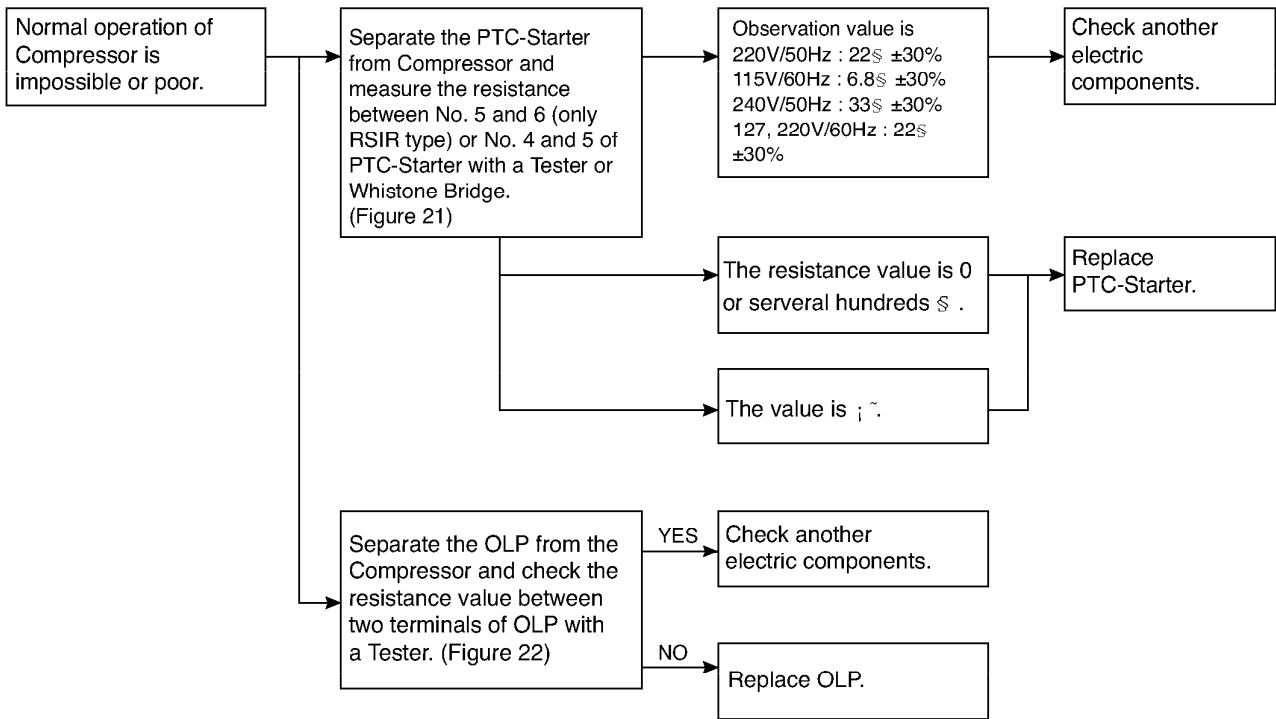 Normal operation of
Compressor is
impossible or poor.
Separate the PTC-Starter
from Compressor and
measure the resistance
between No. 5 and 6 (only
RSIR type) or No. 4 and 5 of
PTC-Starter with a Tester or
Whistone Bridge.
(Figure 21)
Observation value is
220V/50Hz : 22§ ±30%
115V/60Hz : 6.8§ ±30%
240V/50Hz : 33§ ±30%
127, 220V/60Hz : 22§
±30%
Check another
electric
components.
The resistance value is 0
or serveral hundreds § .
Replace
PTC-Starter.
The value is ¡ ˜.
Separate the OLP from the
Compressor and check the
resistance value between
two terminals of OLP with
a Tester. (Figure 22)
YES
Check another
electric components.
NO
Replace OLP.